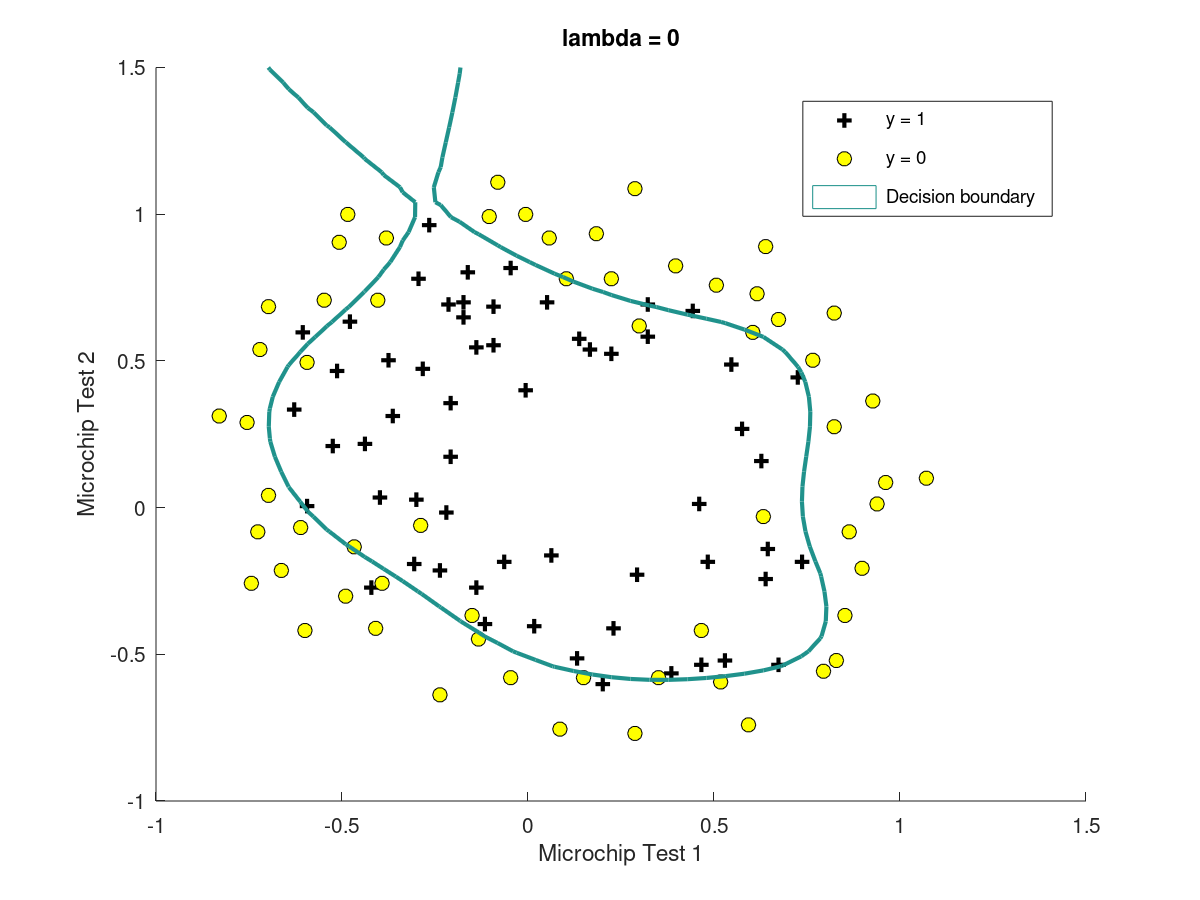 lambda = 0
1.5
1
0.5
0
-0.5
-1
Microchip Test 2
y = 1
y = 0
Decision boundary
-1
-0.5
0
0.5
1
1.5
Microchip Test 1